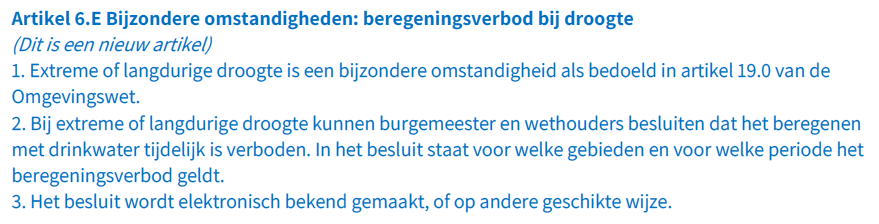 Artikel 6.E Bijzondere omstandigheden: beregeningsverbod bij droogte
(Dit is een nieuw artikel)
1. Extreme of langdurige droogte is een bijzondere omstandigheid als bedoeld in artikel 19.0 van de
Omgevingswet.
2. Bij extreme of langdurige droogte kunnen burgemeester en wethouders besluiten dat het beregenen
met drinkwater tijdelijk is verboden. In het besluit staat voor welke gebieden en voor welke periode het
beregeningsverbod geldt.
3. Het besluit wordt elektronisch bekend gemaakt, of op andere geschikte wijze.